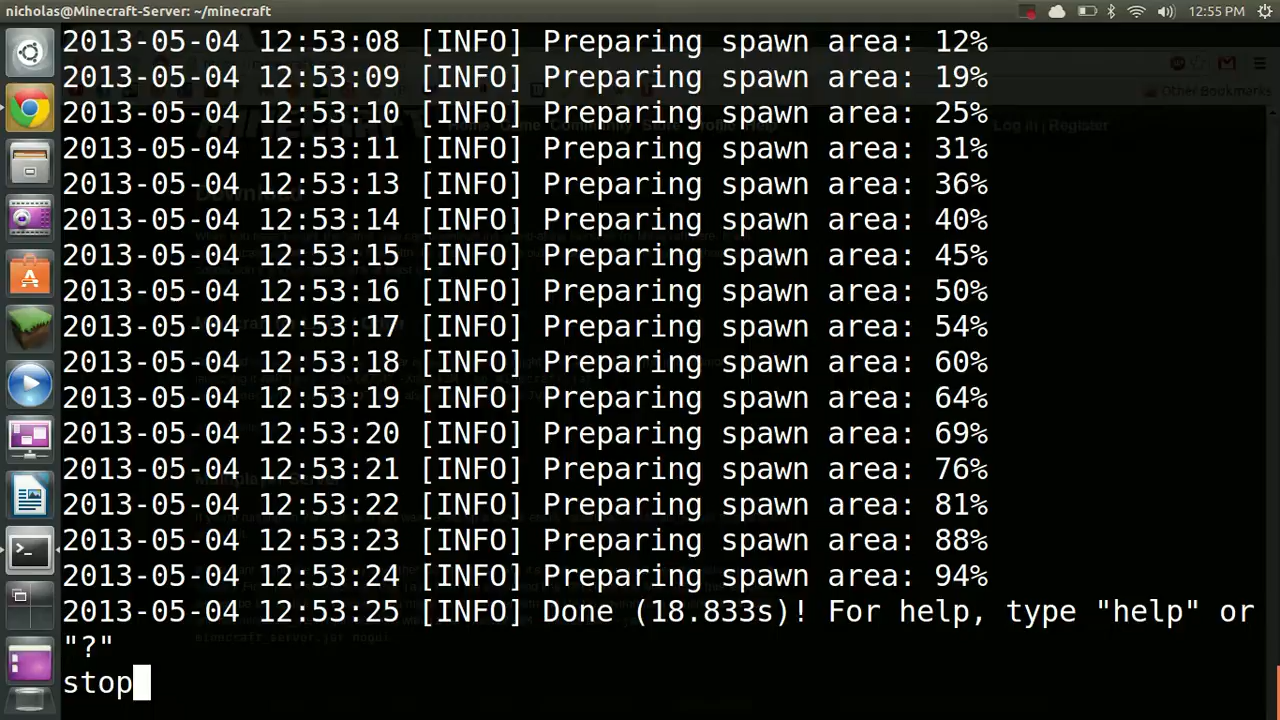 nicholas@Minecraft-Server: ~/minecraft
12:55 PM
2013-05-04 12:53:08 [INFO] Preparing spawn area: 12%
2013-05-04 12:53:09 [INFO] Preparing spawn area: 19%
2013-05-04 12:53:10 [INFO] Preparing spawn area: 25%
2013-05-04 12:53:11 [INFO] Preparing spawn area: 31%
2013-05-04 12:53:13 [INFO] Preparing spawn area: 36%
2013-05-04 12:53:14 [INFO] Preparing spawn area: 40%
2013-05-04 12:53:15 [INFO] Preparing spawn area: 45%
2013-05-04 12:53:16 [INFO] Preparing spawn area: 50%
2013-05-04 12:53:17 [INFO] Preparing spawn area: 54%
2013-05-04 12:53:18 [INFO] Preparing spawn area: 60%
2013-05-04 12:53:19 [INFO] Preparing spawn area: 64%
2013-05-04 12:53:20 [INFO] Preparing spawn area: 69%
2013-05-04 12:53:21 [INFO] Preparing spawn area: 76%
2013-05-04 12:53:22 [INFO] Preparing spawn area: 81%
2013-05-04 12:53:23 [INFO] Preparing spawn area: 88%
2013-05-04 12:53:24 [INFO] Preparing spawn area: 94%
2013-05-04 12:53:25 [INFO] Done (18.833s)! For help, type "help" or
"?"
stop
Other Bookmarks
Log in | Register